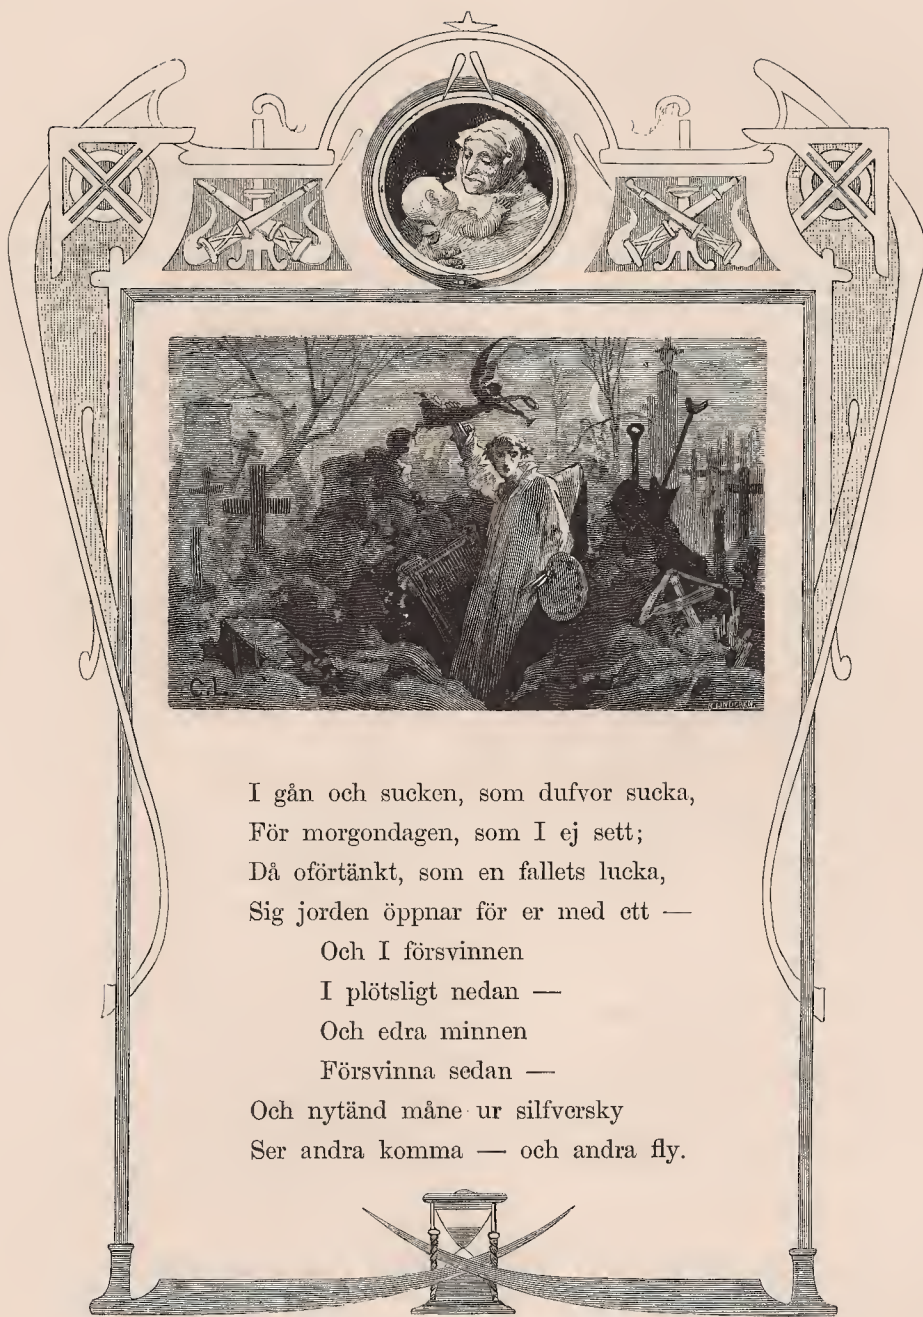 C.L.
I gån och sucken, som dufvor sucka,
För morgondagen, som I ej sett;
Då oförtänkt, som en fallets lucka,
Sig jorden öppnar för er med ett —
Och I försvinnen
I plötsligt nedan —
Och edra minnen
Försvinna sedan —
Och nytänd måne ur silfversky
Ser andra komma — och andra fly.